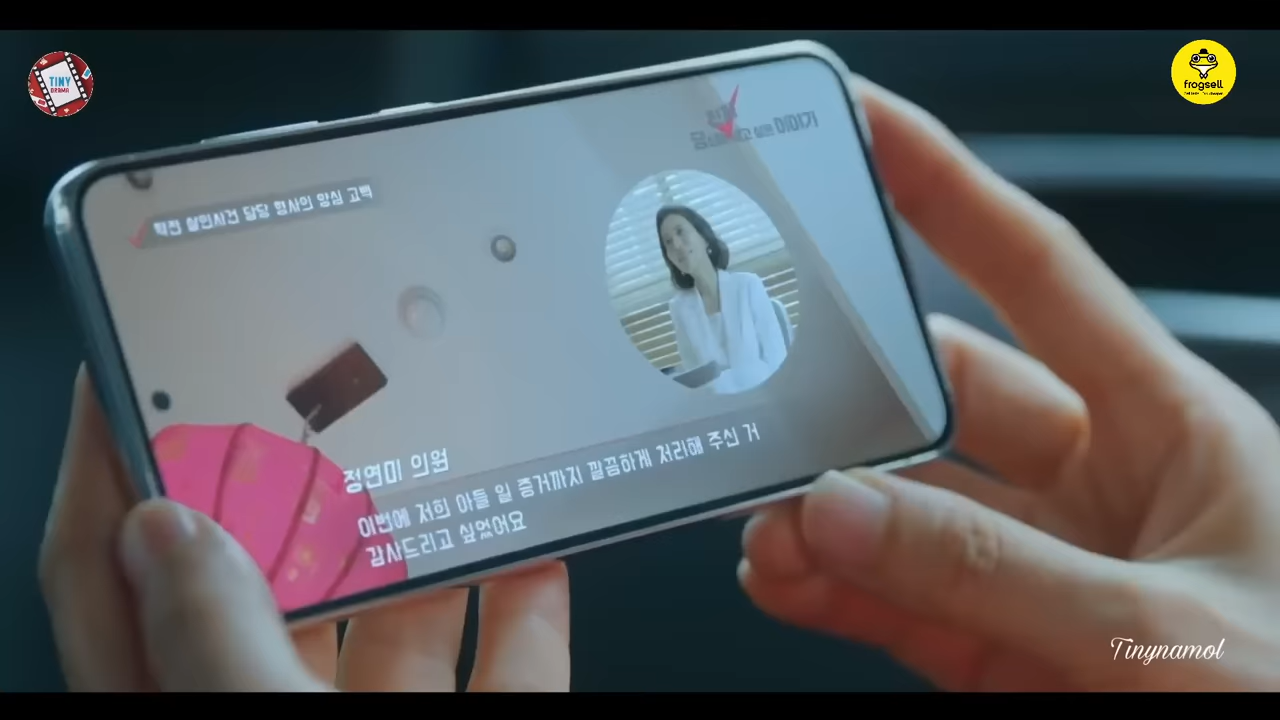 TINY
DRAMA
frogsell
이야기
택전 살인사건 담당 형사의 양심 고백
정연미 의원
이번에 저희 아들 일 증거까지 깔끔하게 처리해 주신 거
감사드리고 싶었어요
Tinynamol